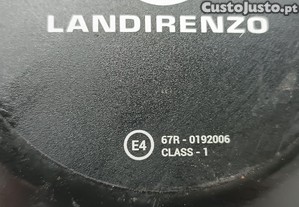 CustoJusto.pt
LANDIRENZO
E4
67R - 0192006
CLASS - 1